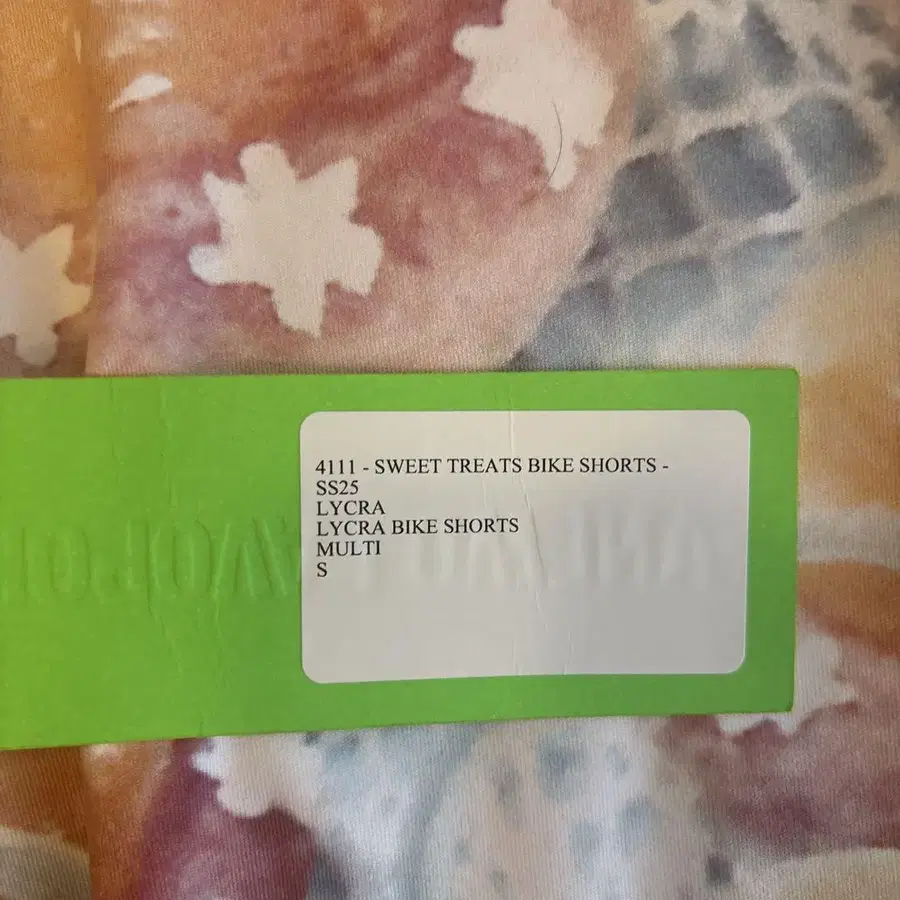 4111 - SWEET TREATS BIKE SHORTS -
SS25
LYCRA
LYCRA BIKE SHORTS
MULTI
S